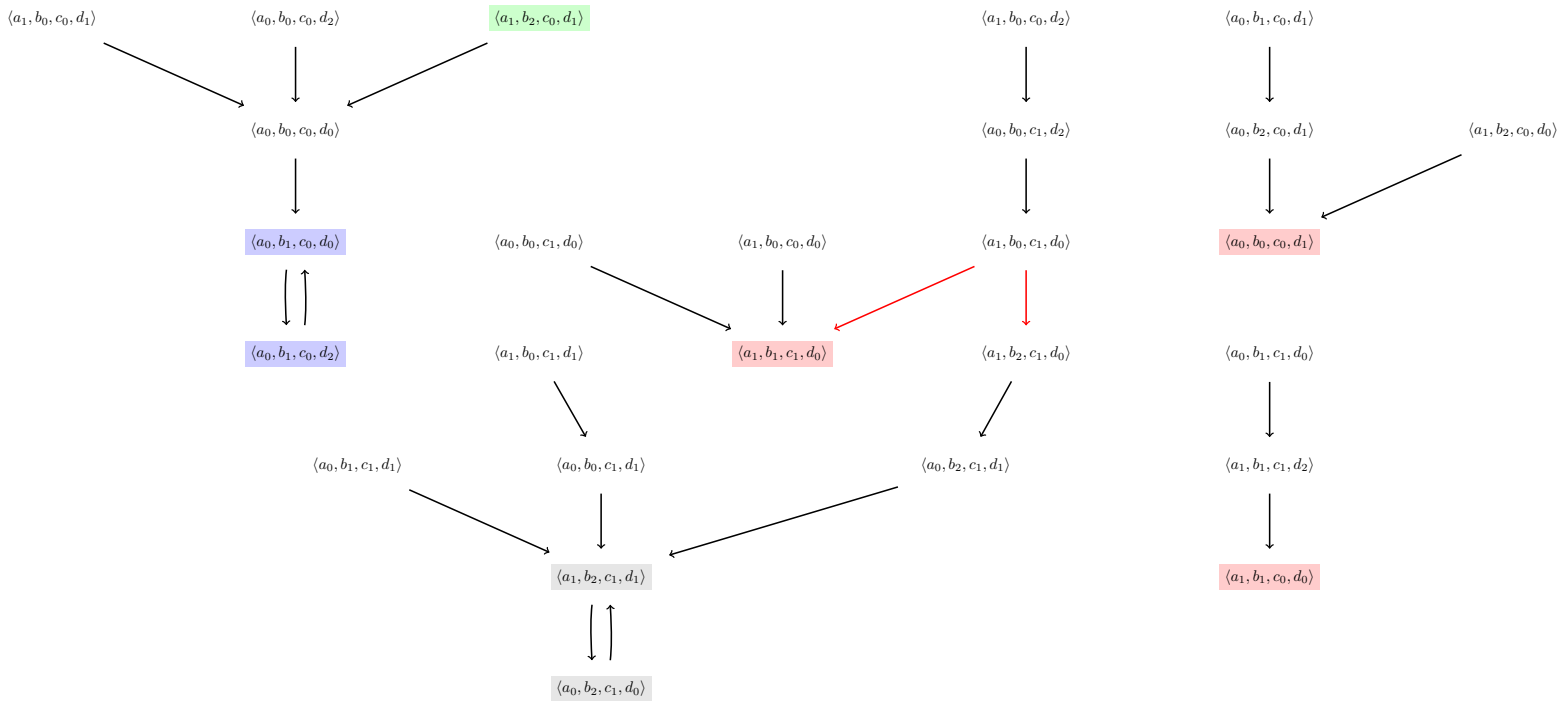 ⟨a₁, b₀, c₀, d₁⟩ ⟨a₀, b₀, c₀, d₂⟩ ⟨a₁, b₂, c₀, d₁⟩ ⟨a₁, b₀, c₀, d₂⟩ ⟨a₀, b₁, c₀, d₁⟩
⟨a₀, b₀, c₀, d₀⟩ ⟨a₀, b₀, c₁, d₂⟩ ⟨a₀, b₂, c₀, d₁⟩ ⟨a₁, b₂, c₀, d₀⟩
⟨a₀, b₁, c₀, d₀⟩ ⟨a₀, b₀, c₁, d₀⟩ ⟨a₁, b₀, c₀, d₀⟩ ⟨a₁, b₀, c₁, d₀⟩ ⟨a₀, b₀, c₀, d₁⟩
⟨a₀, b₁, c₀, d₂⟩ ⟨a₁, b₀, c₁, d₁⟩ ⟨a₁, b₁, c₁, d₀⟩ ⟨a₁, b₂, c₁, d₀⟩ ⟨a₀, b₁, c₁, d₀⟩
⟨a₀, b₁, c₁, d₁⟩ ⟨a₀, b₀, c₁, d₁⟩ ⟨a₀, b₂, c₁, d₁⟩ ⟨a₁, b₁, c₁, d₂⟩
⟨a₁, b₂, c₁, d₁⟩ ⟨a₁, b₁, c₀, d₀⟩
⟨a₀, b₂, c₁, d₀⟩